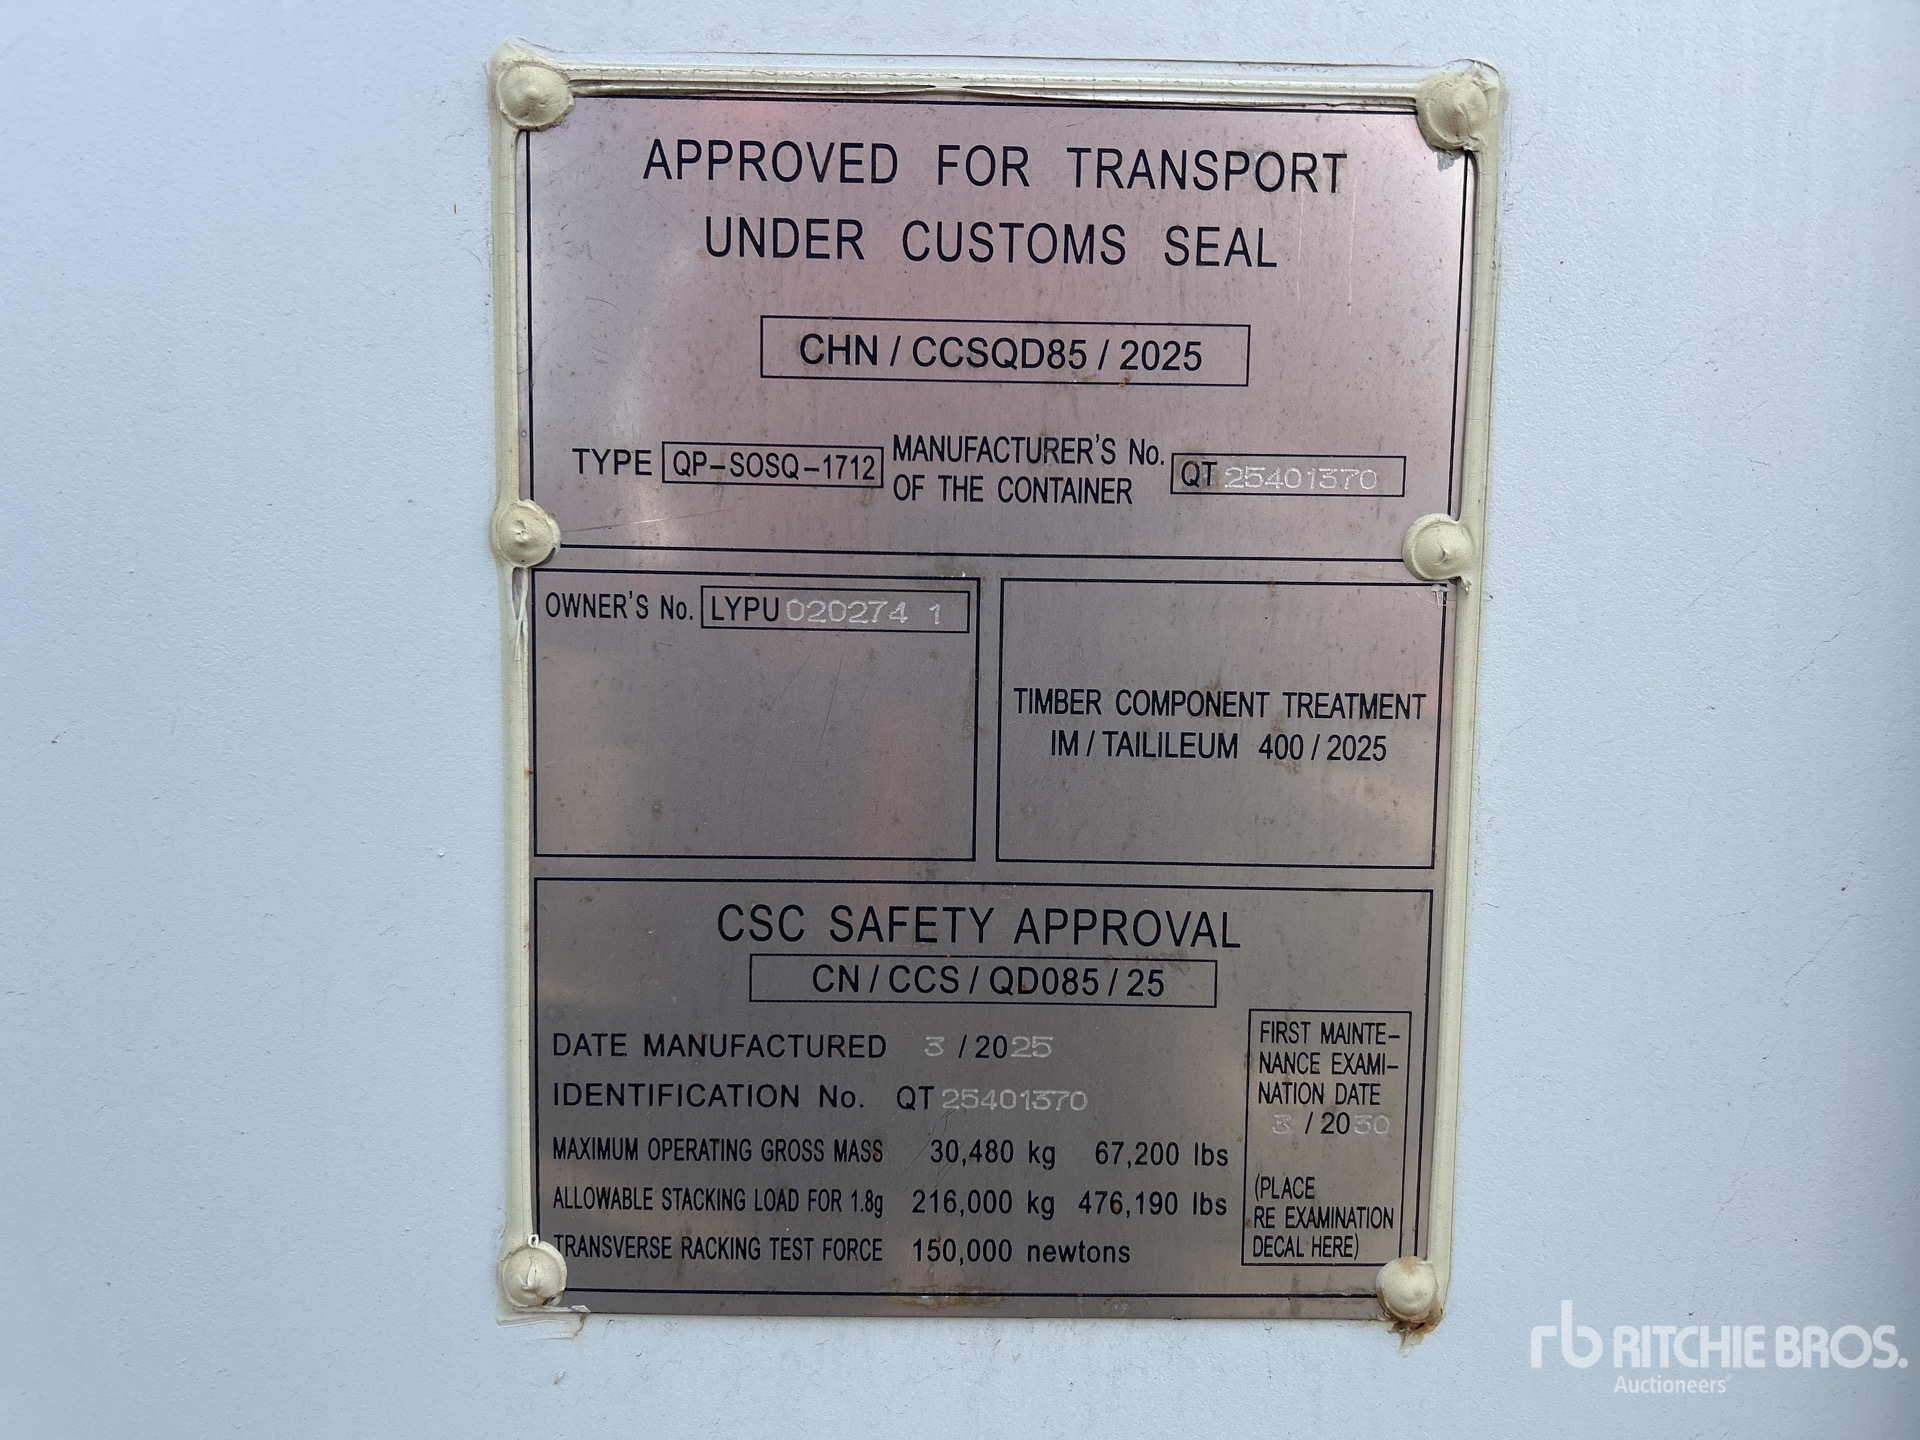 APPROVED FOR TRANSPORT
UNDER CUSTOMS SEAL
CHN / CCSQD85 / 2025
TYPE QP-SOSQ-1712 MANUFACTURER'S No. OF THE CONTAINER QT 25401370
OWNER'S No. LYPU 020274 1
TIMBER COMPONENT TREATMENT
IM / TAILILEUM 400 / 2025
CSC SAFETY APPROVAL
CN / CCS / QD085 / 25
DATE MANUFACTURED 3 / 2025
IDENTIFICATION No. QT 25401370
MAXIMUM OPERATING GROSS MASS 30,480 kg 67,200 lbs
ALLOWABLE STACKING LOAD FOR 1.8g 216,000 kg 476,190 lbs
TRANSVERSE RACKING TEST FORCE 150,000 newtons
FIRST MAINTE-
NANCE EXAMI-
NATION DATE
3 / 2030
(PLACE
RE EXAMINATION
DECAL HERE)
rb RITCHIE BROS.
Auctioneers